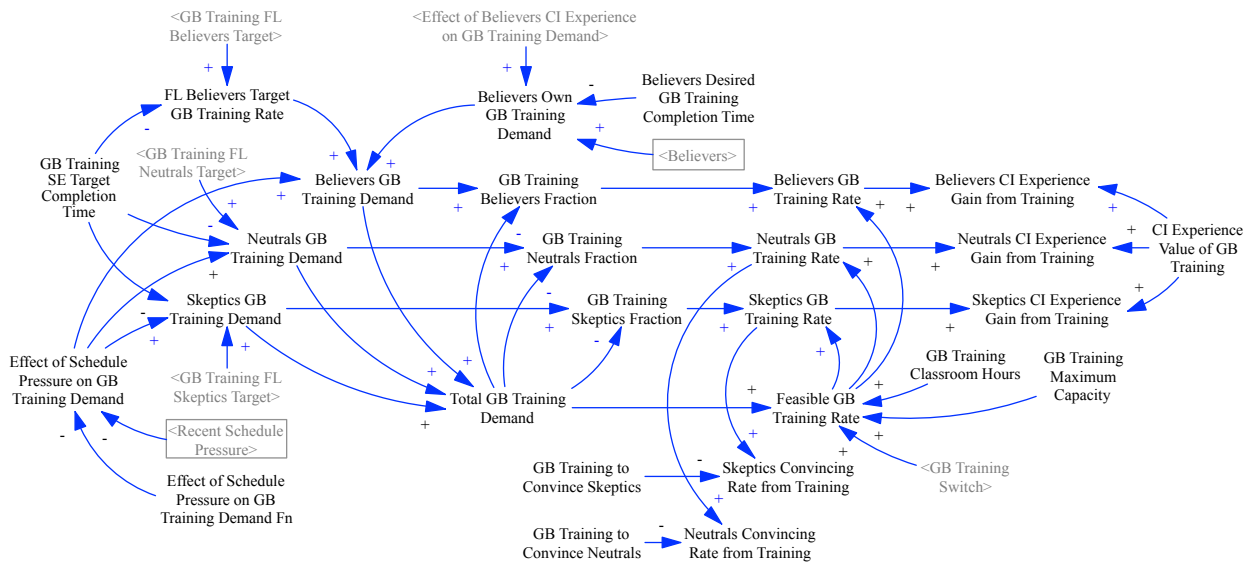 <GB Training FL
Believers Target>
<Effect of Believers CI Experience
on GB Training Demand>
FL Believers Target
GB Training Rate
Believers Own
GB Training
Demand
Believers Desired
GB Training
Completion Time
<Believers>
GB Training
SE Target
Completion
Time
<GB Training FL
Neutrals Target>
Believers GB
Training Demand
GB Training
Believers Fraction
Believers GB
Training Rate
Believers CI Experience
Gain from Training
Neutrals GB
Training Demand
GB Training
Neutrals Fraction
Neutrals GB
Training Rate
Neutrals CI Experience
Gain from Training
CI Experience
Value of GB
Training
Skeptics GB
Training Demand
GB Training
Skeptics Fraction
Skeptics GB
Training Rate
Skeptics CI Experience
Gain from Training
Effect of Schedule
Pressure on GB
Training Demand
<GB Training FL
Skeptics Target>
Total GB Training
Demand
Feasible GB
Training Rate
GB Training
Classroom Hours
GB Training
Maximum
Capacity
<Recent Schedule
Pressure>
Effect of Schedule
Pressure on GB
Training Demand Fn
GB Training to
Convince Skeptics
Skeptics Convincing
Rate from Training
<GB Training
Switch>
GB Training to
Convince Neutrals
Neutrals Convincing
Rate from Training